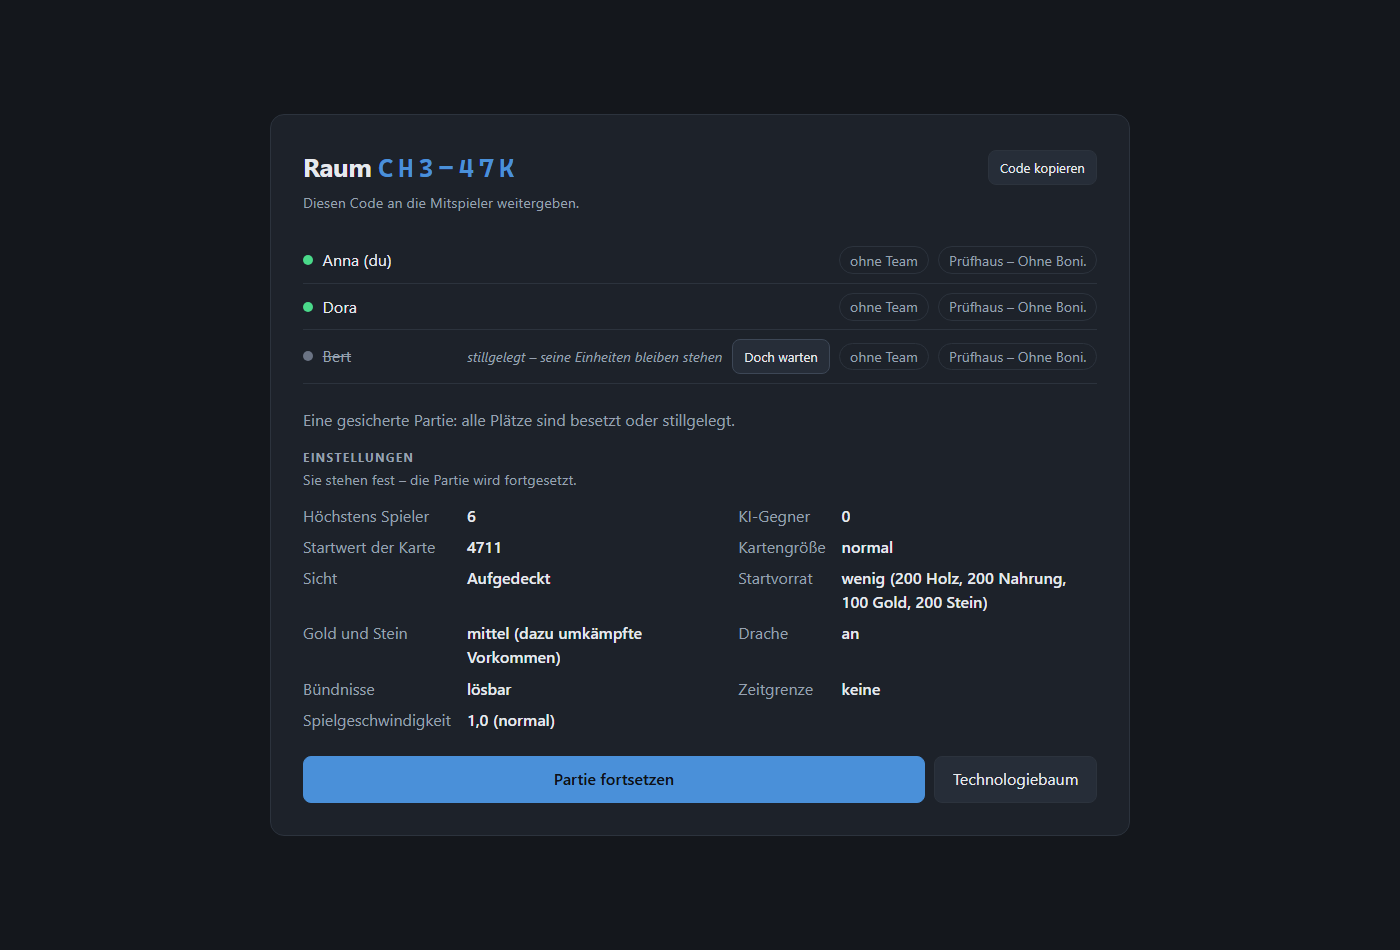 Raum CH3-47K
Code kopieren
Diesen Code an die Mitspieler weitergeben.
Anna (du) ohne Team Prüfhaus – Ohne Boni.
Dora ohne Team Prüfhaus – Ohne Boni.
Bert stillgelegt – seine Einheiten bleiben stehen Doch warten ohne Team Prüfhaus – Ohne Boni.
Eine gesicherte Partie: alle Plätze sind besetzt oder stillgelegt.
EINSTELLUNGEN
Sie stehen fest – die Partie wird fortgesetzt.
Höchstens Spieler 6 KI-Gegner 0
Startwert der Karte 4711 Kartengröße normal
Sicht Aufgedeckt Startvorrat wenig (200 Holz, 200 Nahrung,
100 Gold, 200 Stein)
Gold und Stein mittel (dazu umkämpfte Drache an
Vorkommen)
Bündnisse lösbar Zeitgrenze keine
Spielgeschwindigkeit 1,0 (normal)
Partie fortsetzen Technologiebaum